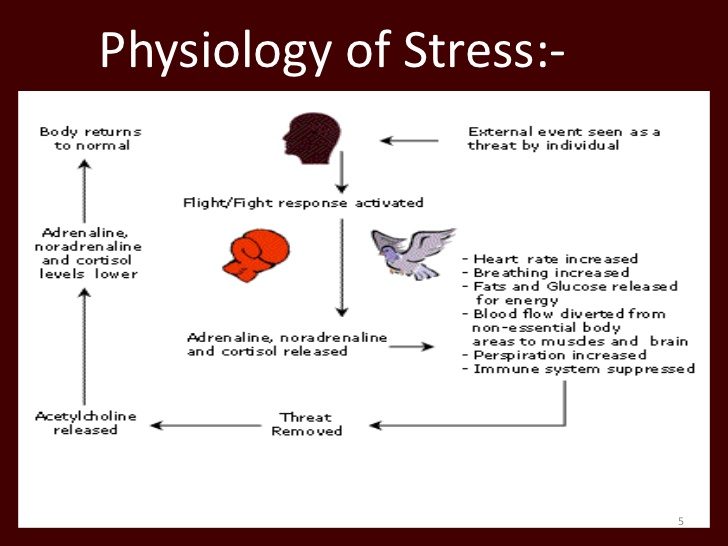 Physiology of Stress:-
External event seen as a
threat by individual
Flight/Fight response activated
Adrenaline, noradrenaline
and cortisol released
- Heart rate increased
- Breathing increased
- Fats and Glucose released
for energy
- Blood flow diverted from
non-essential body
areas to muscles and brain
- Perspiration increased
- Immune system suppressed
Threat
Removed
Acetylcholine
released
Adrenaline,
noradrenaline
and cortisol
levels lower
Body returns
to normal
5